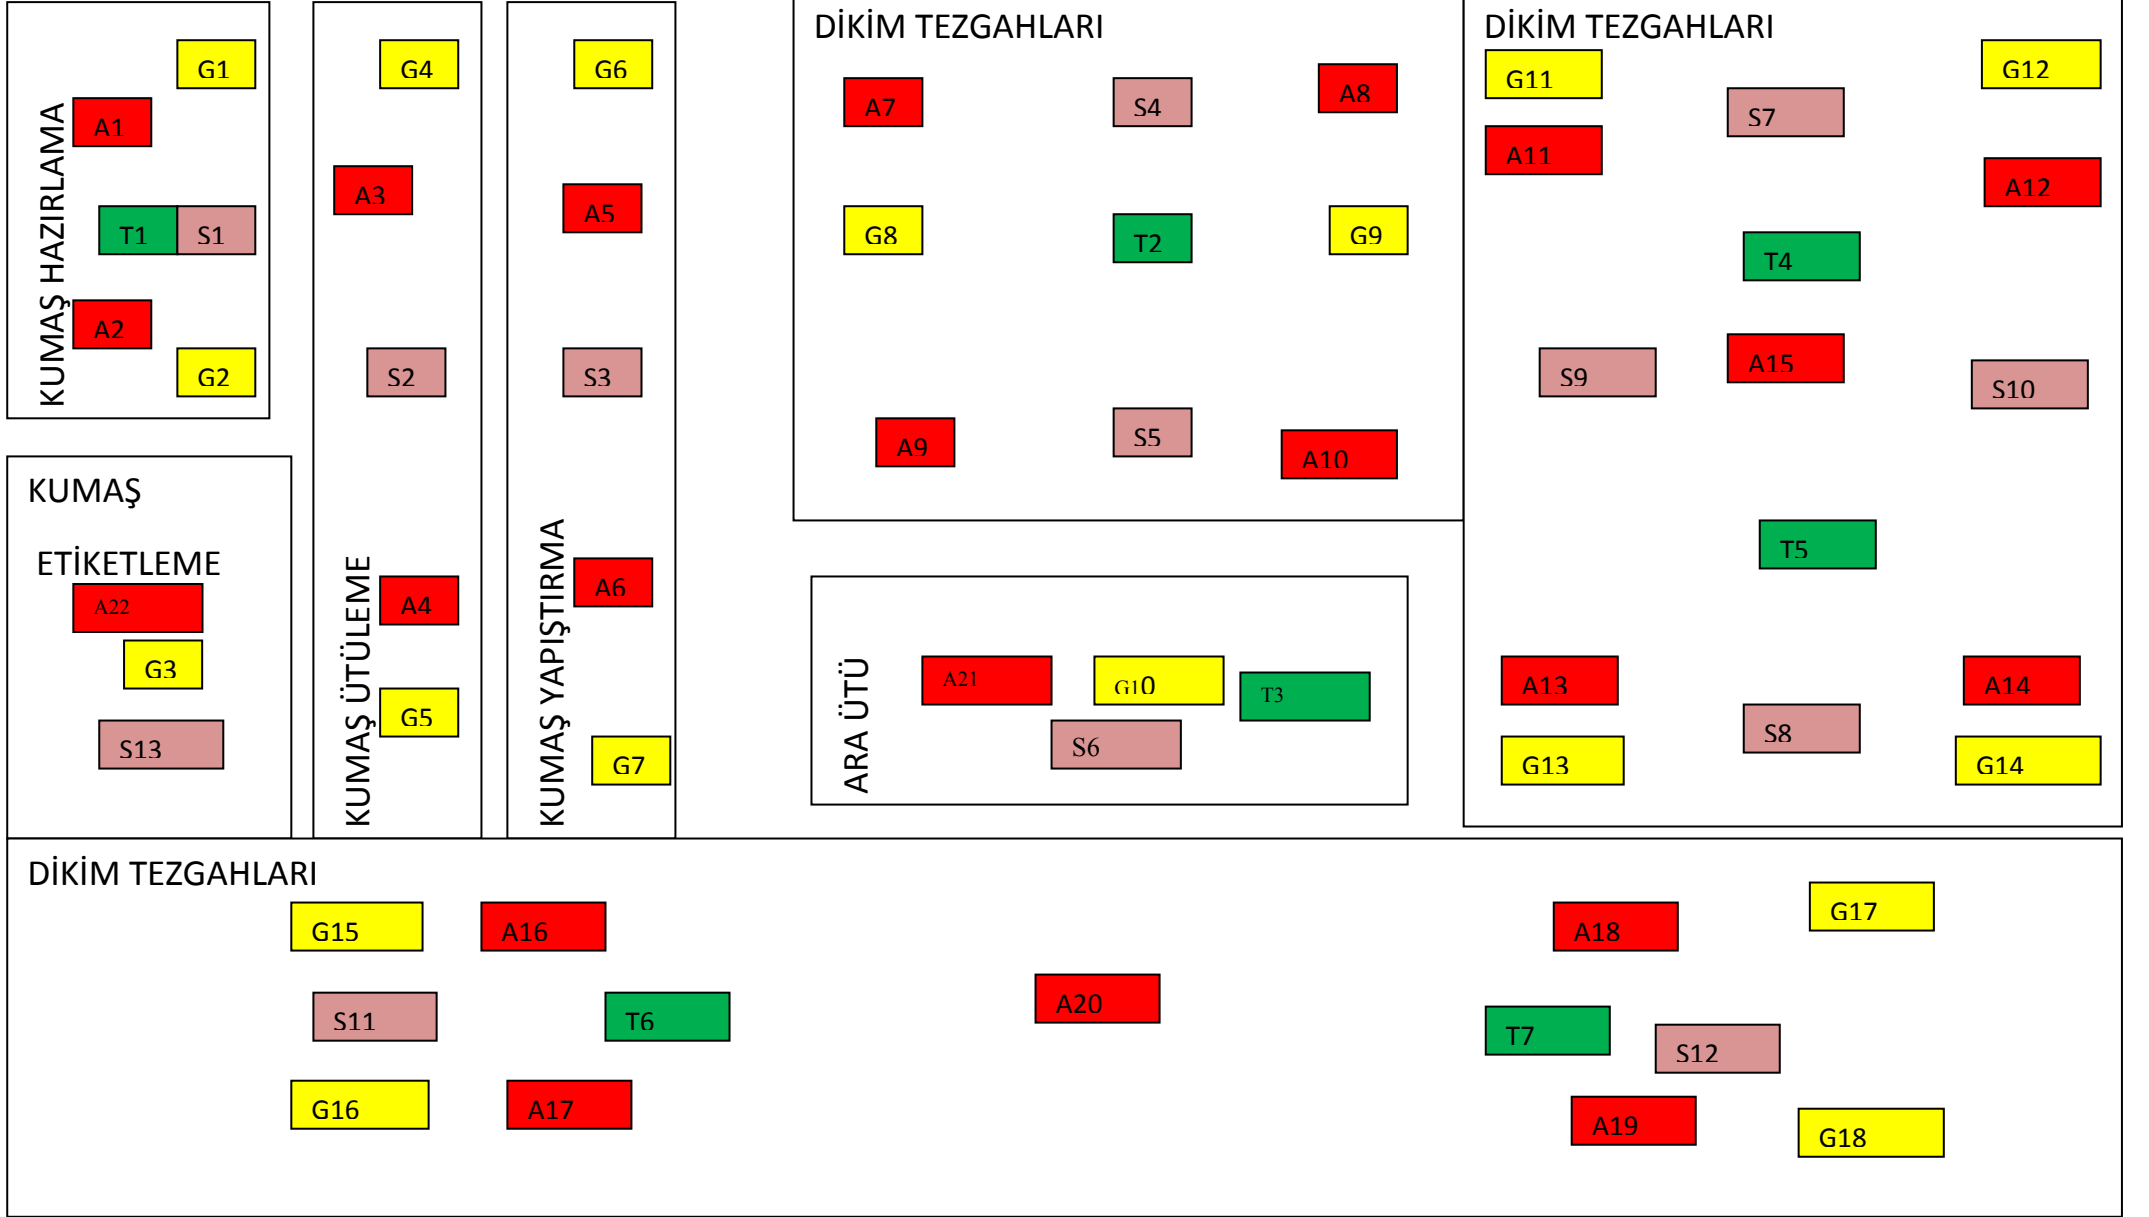 KUMAŞ HAZIRLAMA
G1
A1
T1 S1
A2
G2
KUMAŞ
ETİKETLEME
A22
G3
S13
KUMAŞ ÜTÜLEME
G4
A3
S2
A4
G5
KUMAŞ YAPIŞTIRMA
G6
A5
S3
A6
G7
DİKİM TEZGAHLARI
A7 S4 A8
G8 T2 G9
A9 S5 A10
ARA ÜTÜ
A21 G10 T3
S6
DİKİM TEZGAHLARI
G11 G12
S7
A11 A12
T4
S9 A15 S10
T5
A13 A14
S8
G13 G14
DİKİM TEZGAHLARI
G15 A16 A18 G17
S11 T6 A20 T7 S12
G16 A17 A19 G18